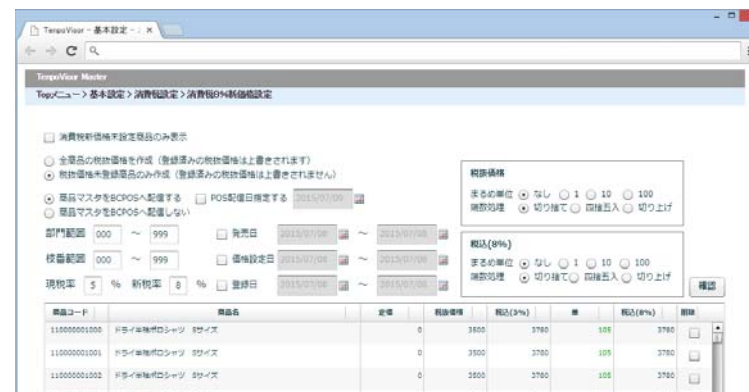 TenpoVisor - 基本設定 - :
TenpoVisor Master
Topメニュー > 基本設定 > 消費税設定 > 消費税8%新価格設定
消費税新価格未設定商品のみ表示
全商品の税抜価格を作成（登録済みの税抜価格は上書きされます）
税抜価格未登録商品のみ作成（登録済みの税抜価格は上書きされません）
商品マスタをBCPOSへ配信する POS配信日指定する 2015/07/09
商品マスタをBCPOSへ配信しない
税抜価格
まるめ単位 なし 1 10 100
端数処理 切り捨て 四捨五入 切り上げ
部門範囲 000 ～ 999 発売日 2015/07/08 ～ 2015/07/08
枝番範囲 000 ～ 999 価格設定日 2015/07/08 ～ 2015/07/08
現税率 5 % 新税率 8 % 登録日 2015/07/08 ～ 2015/07/08
税込(8%)
まるめ単位 なし 1 10 100
端数処理 切り捨て 四捨五入 切り上げ
確認
商品コード 商品名 定価 税抜価格 税込(5%) 差 税込(8%) 削除
110000001000 ドライ半袖ポロシャツ Sサイズ 0 3600 3780 105 3780
110000001001 ドライ半袖ポロシャツ Sサイズ 0 3600 3780 105 3780
110000001002 ドライ半袖ポロシャツ Sサイズ 0 3600 3780 105 3780